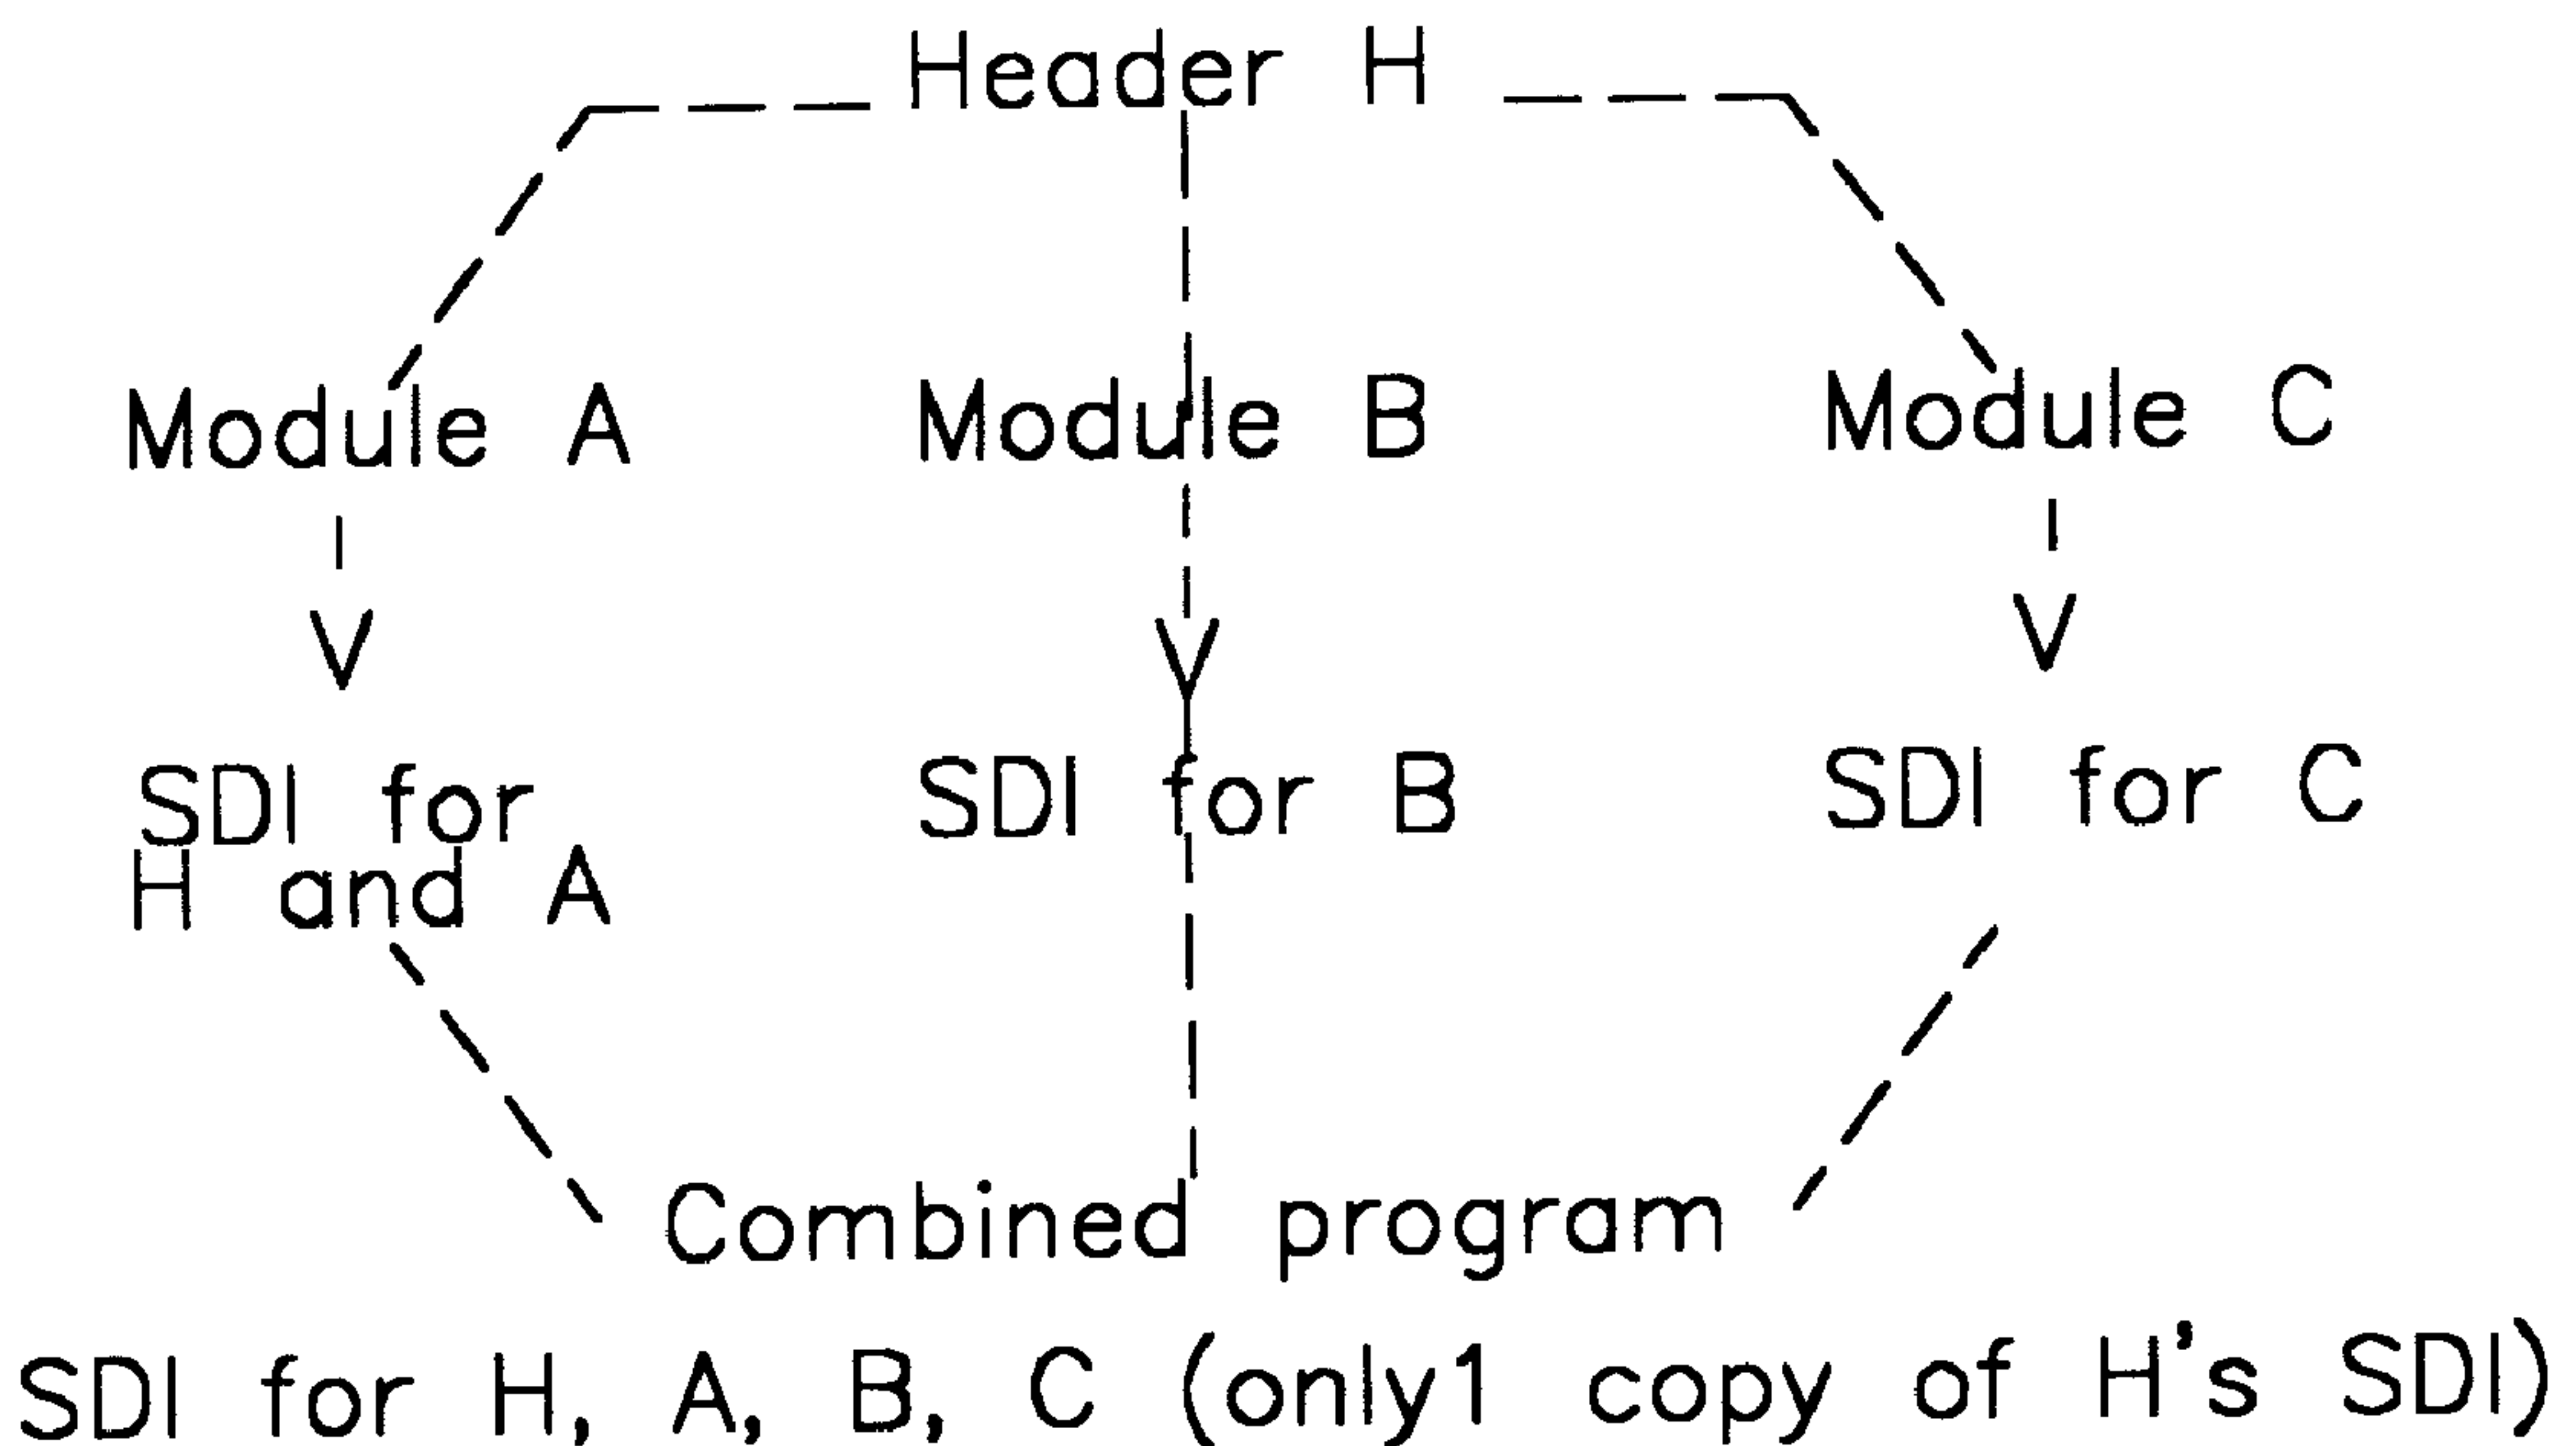 Header H
Module A
Module B
Module C
SDI for
H and A
SDI for B
SDI for C
Combined program
SDI for H, A, B, C (only1 copy of H's SDI)